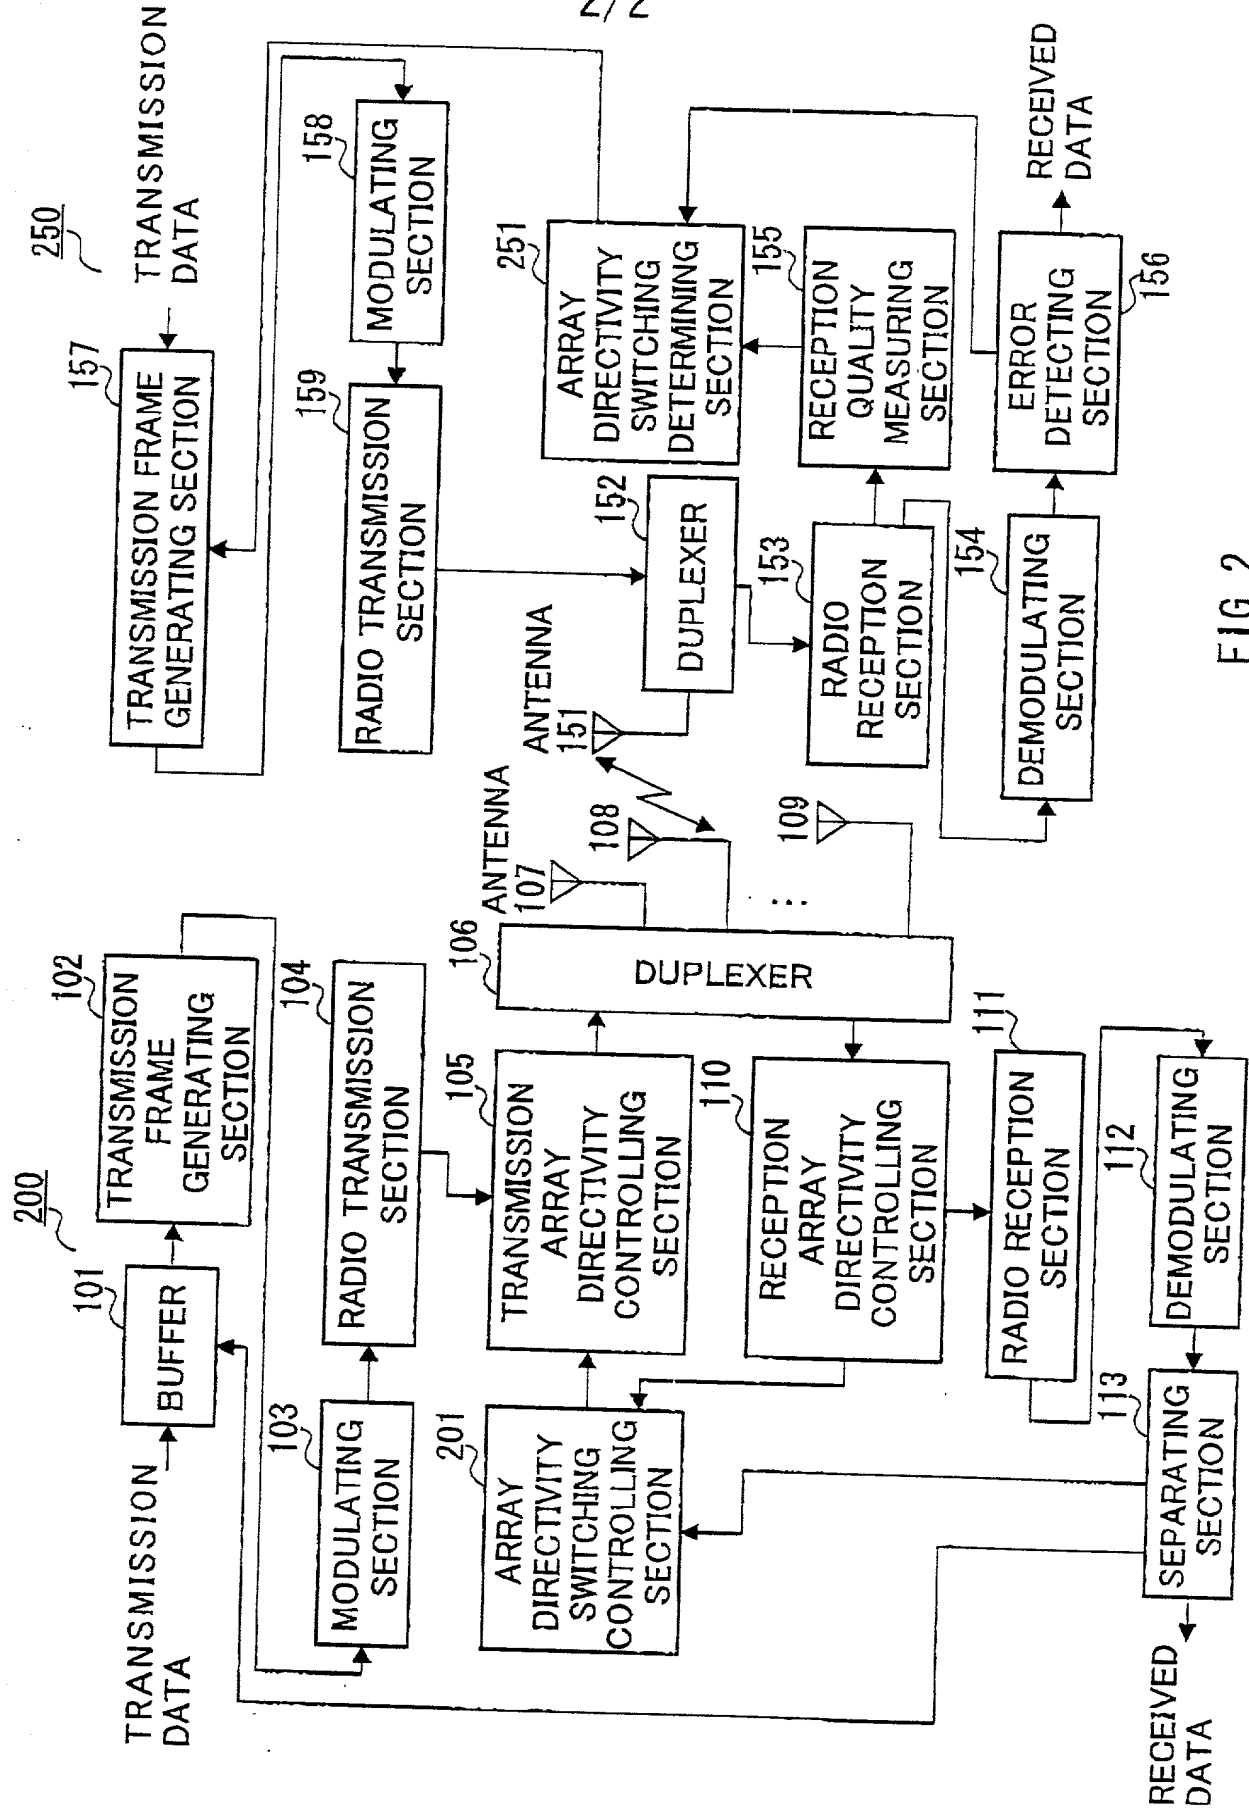 2/2
200
TRANSMISSION
DATA
101
BUFFER
102
TRANSMISSION
FRAME
GENERATING
SECTION
103
MODULATING
SECTION
104
RADIO TRANSMISSION
SECTION
201
ARRAY
DIRECTIVITY
SWITCHING
CONTROLLING
SECTION
105
TRANSMISSION
ARRAY
DIRECTIVITY
CONTROLLING
SECTION
106
DUPLEXER
ANTENNA
107
108
...
109
110
RECEPTION
ARRAY
DIRECTIVITY
CONTROLLING
SECTION
111
RADIO RECEPTION
SECTION
112
DEMODULATING
SECTION
113
SEPARATING
SECTION
RECEIVED
DATA
250
TRANSMISSION
DATA
157
TRANSMISSION FRAME
GENERATING SECTION
158
MODULATING
SECTION
159
RADIO TRANSMISSION
SECTION
ANTENNA
151
152
DUPLEXER
251
ARRAY
DIRECTIVITY
SWITCHING
DETERMINING
SECTION
153
RADIO
RECEPTION
SECTION
155
RECEPTION
QUALITY
MEASURING
SECTION
154
DEMODULATING
SECTION
156
ERROR
DETECTING
SECTION
RECEIVED
DATA
FIG. 2